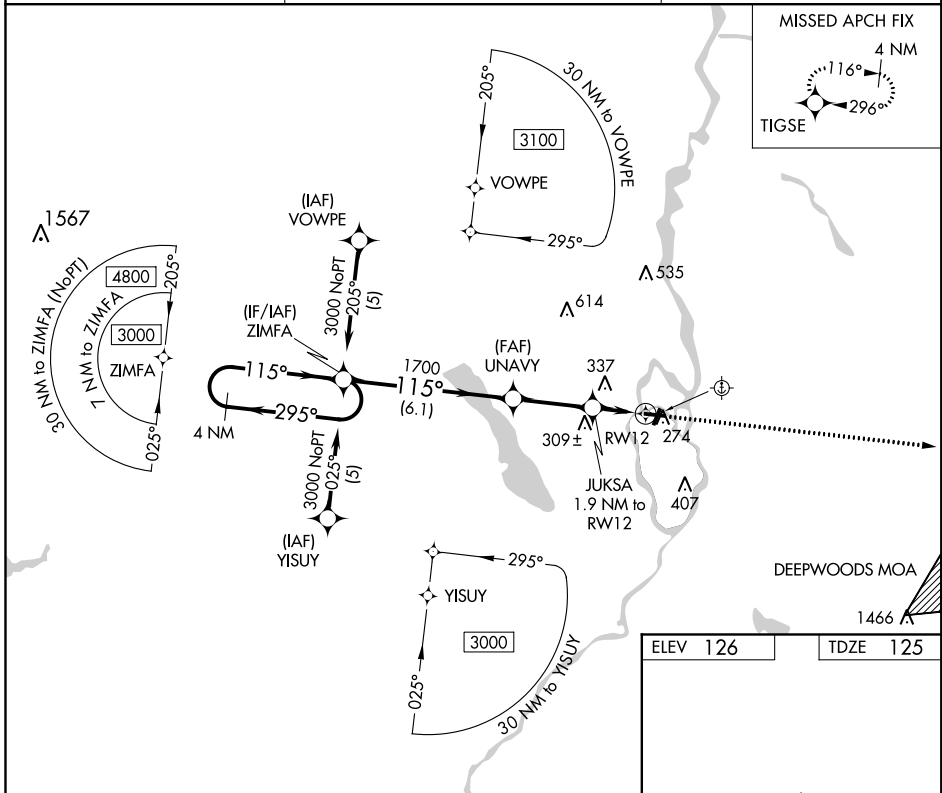 MISSED APCH FIX
4 NM
116°
296°
TIGSE
205°
30 NM to VOWPE
3100
VOWPE
295°
1567
(IAF)
VOWPE
3000 NoPT
205°
(5)
30 NM to ZIMFA (NoPT)
4800
205°
7 NM to ZIMFA
3000
ZIMFA
025°
(IF/IAF)
ZIMFA
535
614
(FAF)
UNAVY
115°
1700
115°
(6.1)
337
295°
4 NM
309±
RW12
274
3000 NoPT
025°
(5)
JUKSA
1.9 NM to
RW12
407
(IAF)
YISUY
295°
YISUY
3000
025°
30 NM to YISUY
DEEPWOODS MOA
1466
ELEV 126
TDZE 125